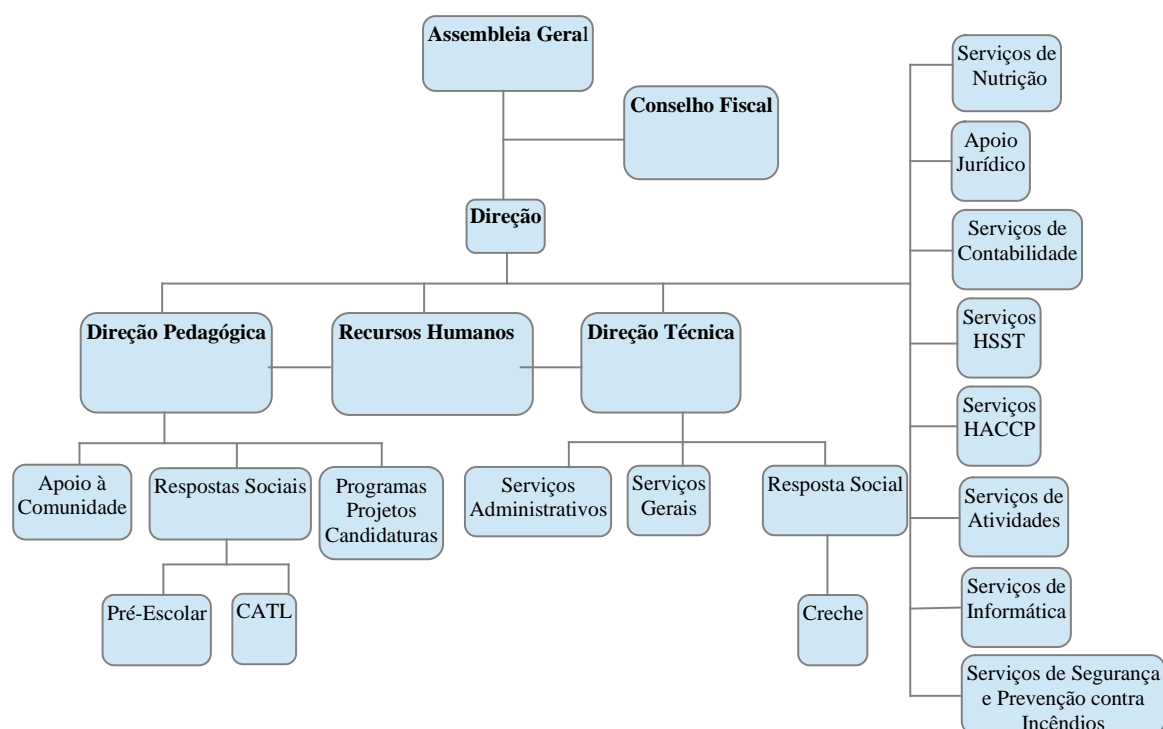 Assembleia Geral
Conselho Fiscal
Direção
Direção Pedagógica
Recursos Humanos
Direção Técnica
Apoio à
Comunidade
Respostas Sociais
Programas
Projetos
Candidaturas
Serviços
Administrativos
Serviços
Gerais
Resposta Social
Pré-Escolar
CATL
Creche
Serviços de
Nutrição
Apoio
Jurídico
Serviços de
Contabilidade
Serviços
HSST
Serviços
HACCP
Serviços de
Atividades
Serviços de
Informática
Serviços de Segurança
e Prevenção contra
Incêndios